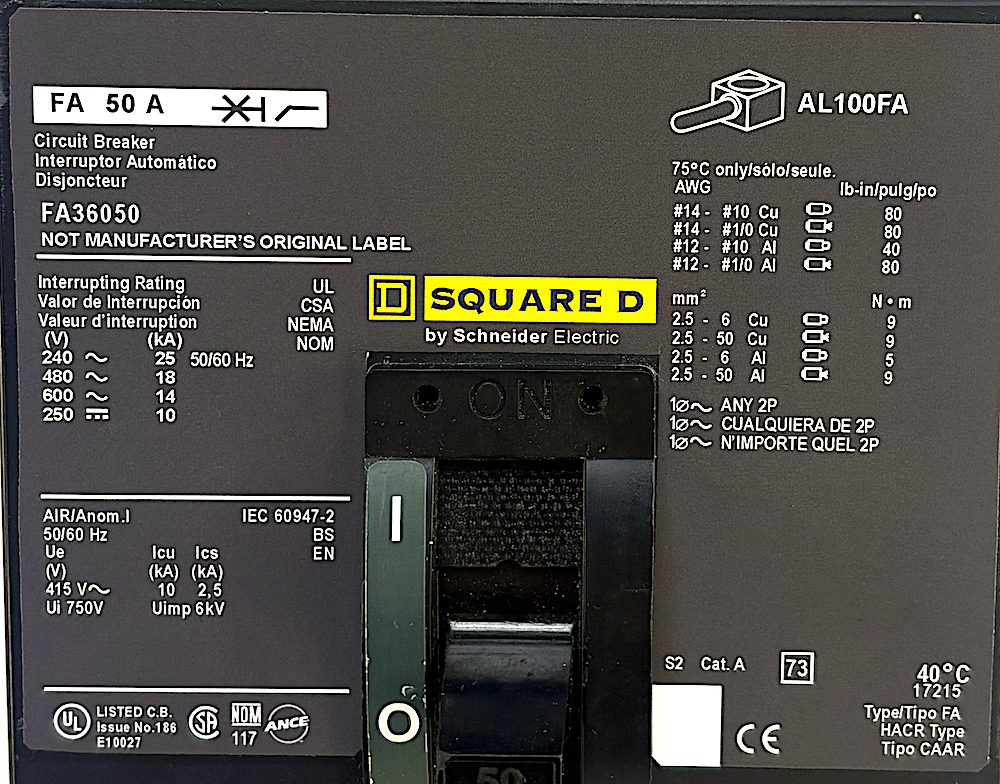 FA 50 A
Circuit Breaker
Interruptor Automático
Disjoncteur
FA36050
NOT MANUFACTURER'S ORIGINAL LABEL
Interrupting Rating UL
Valor de Interrupción CSA
Valeur d'interruption NEMA
(V) (kA) NOM
240 ~ 25 50/60 Hz
480 ~ 18
600 ~ 14
250 ⎓ 10
AIR/Anom.I IEC 60947-2
50/60 Hz BS
Ue Icu Ics EN
(V) (kA) (kA)
415 V~ 10 2,5
Ui 750V Uimp 6kV
UL LISTED C.B.
Issue No.186
E10027
SA
NOM
117
ANCE
D SQUARE D
by Schneider Electric
ON
I
O
50
AL100FA
75°C only/sólo/seule.
AWG lb-in/pulg/po
#14 - #10 Cu 80
#14 - #1/0 Cu 80
#12 - #10 Al 40
#12 - #1/0 Al 80
mm² N•m
2.5 - 6 Cu 9
2.5 - 50 Cu 9
2.5 - 6 Al 5
2.5 - 50 Al 9
1ø~ ANY 2P
1ø~ CUALQUIERA DE 2P
1ø~ N'IMPORTE QUEL 2P
S2 Cat. A 73 40°C
17215
Type/Tipo FA
HACR Type
Tipo CAAR
CE